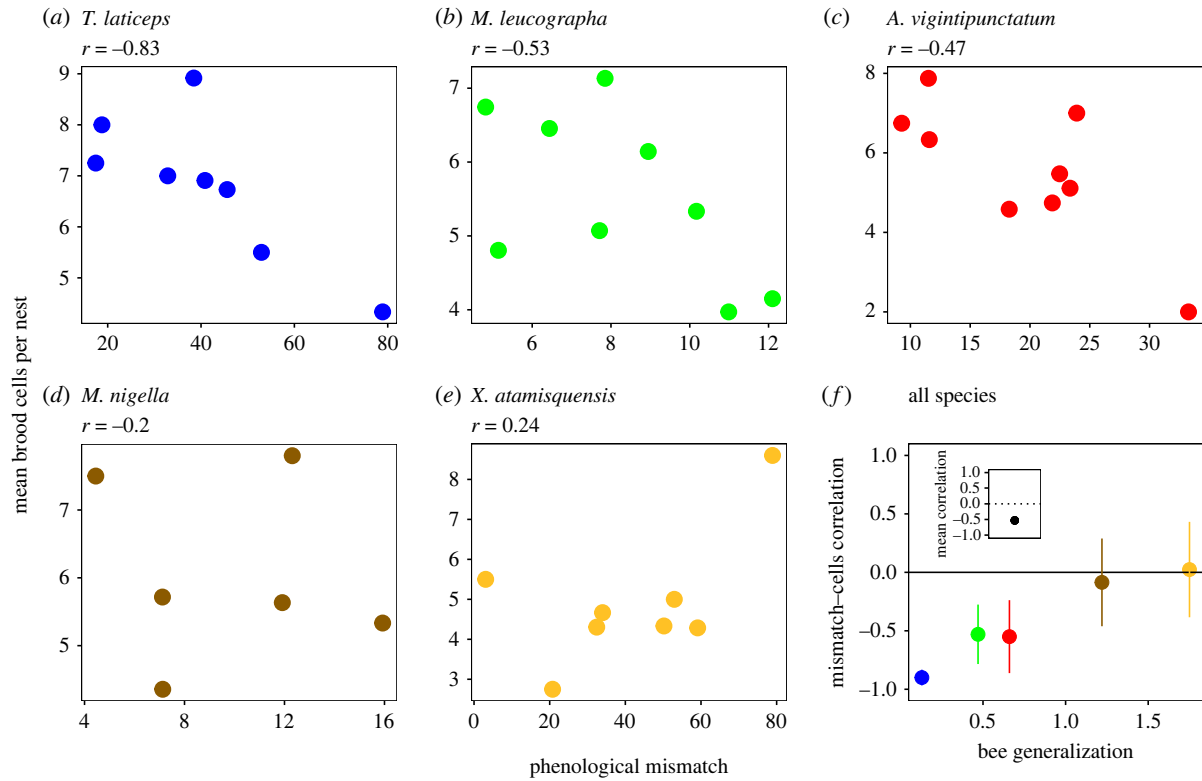 (a) T. laticeps
r = –0.83
9
8
7
6
5
20 40 60 80
(b) M. leucographa
r = –0.53
7
6
5
4
6 8 10 12
(c) A. vigintipunctatum
r = –0.47
8
6
4
2
10 15 20 25 30
mean brood cells per nest
(d) M. nigella
r = –0.2
7
6
5
4 8 12 16
(e) X. atamisquensis
r = 0.24
8
7
6
5
4
3
0 20 40 60 80
phenological mismatch
(f) all species
mismatch–cells correlation
1.0
0.5
0.0
–0.5
–1.0
mean correlation
1.0
0.5
0.0
–0.5
–1.0
0.5 1.0 1.5
bee generalization